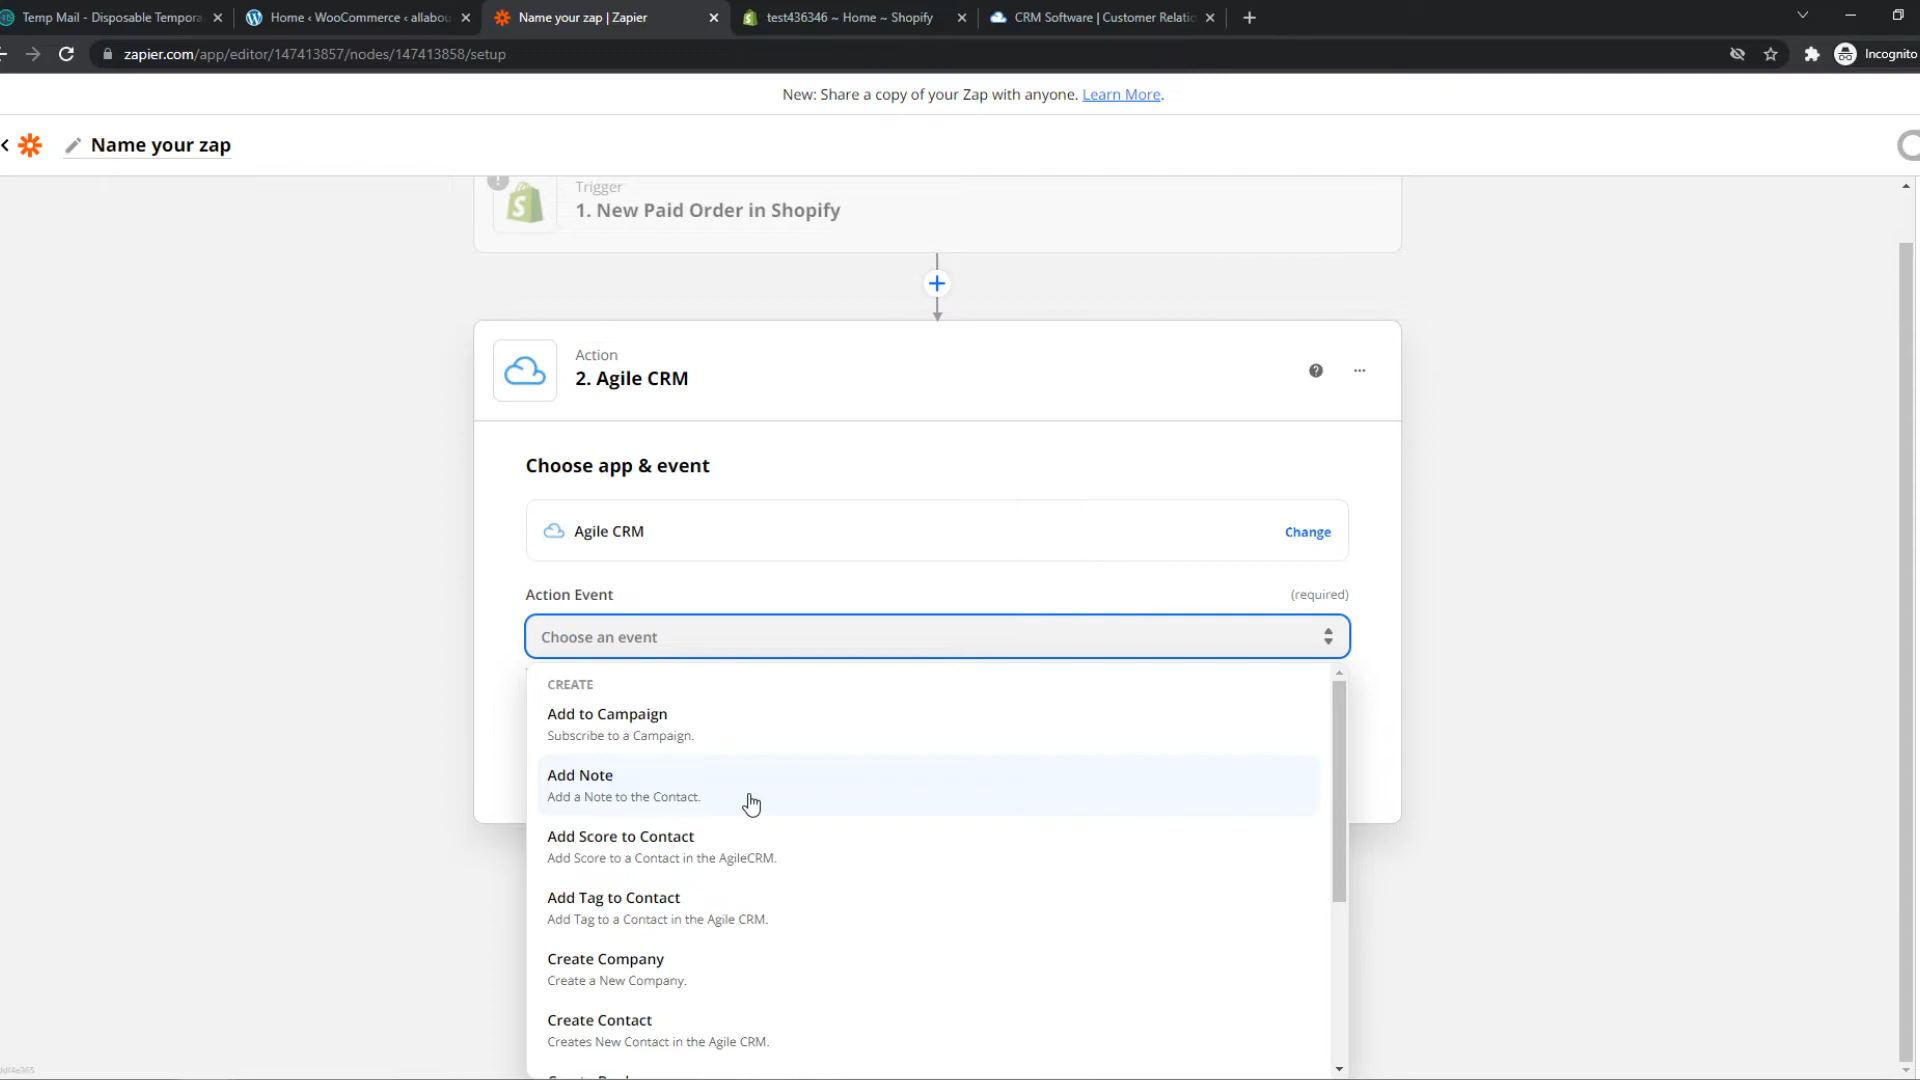 Temp Mail - Disposable Tempora
Home ‹ WooCommerce ‹ allabou
Name your zap | Zapier
test436346 ~ Home ~ Shopify
CRM Software | Customer Relatio
zapier.com/app/editor/147413857/nodes/147413858/setup
Incognito
New: Share a copy of your Zap with anyone. Learn More.
Name your zap
Trigger
1. New Paid Order in Shopify
Action
2. Agile CRM
Choose app & event
Agile CRM
Change
Action Event
(required)
Choose an event
CREATE
Add to Campaign
Subscribe to a Campaign.
Add Note
Add a Note to the Contact.
Add Score to Contact
Add Score to a Contact in the AgileCRM.
Add Tag to Contact
Add Tag to a Contact in the Agile CRM.
Create Company
Create a New Company.
Create Contact
Creates New Contact in the Agile CRM.